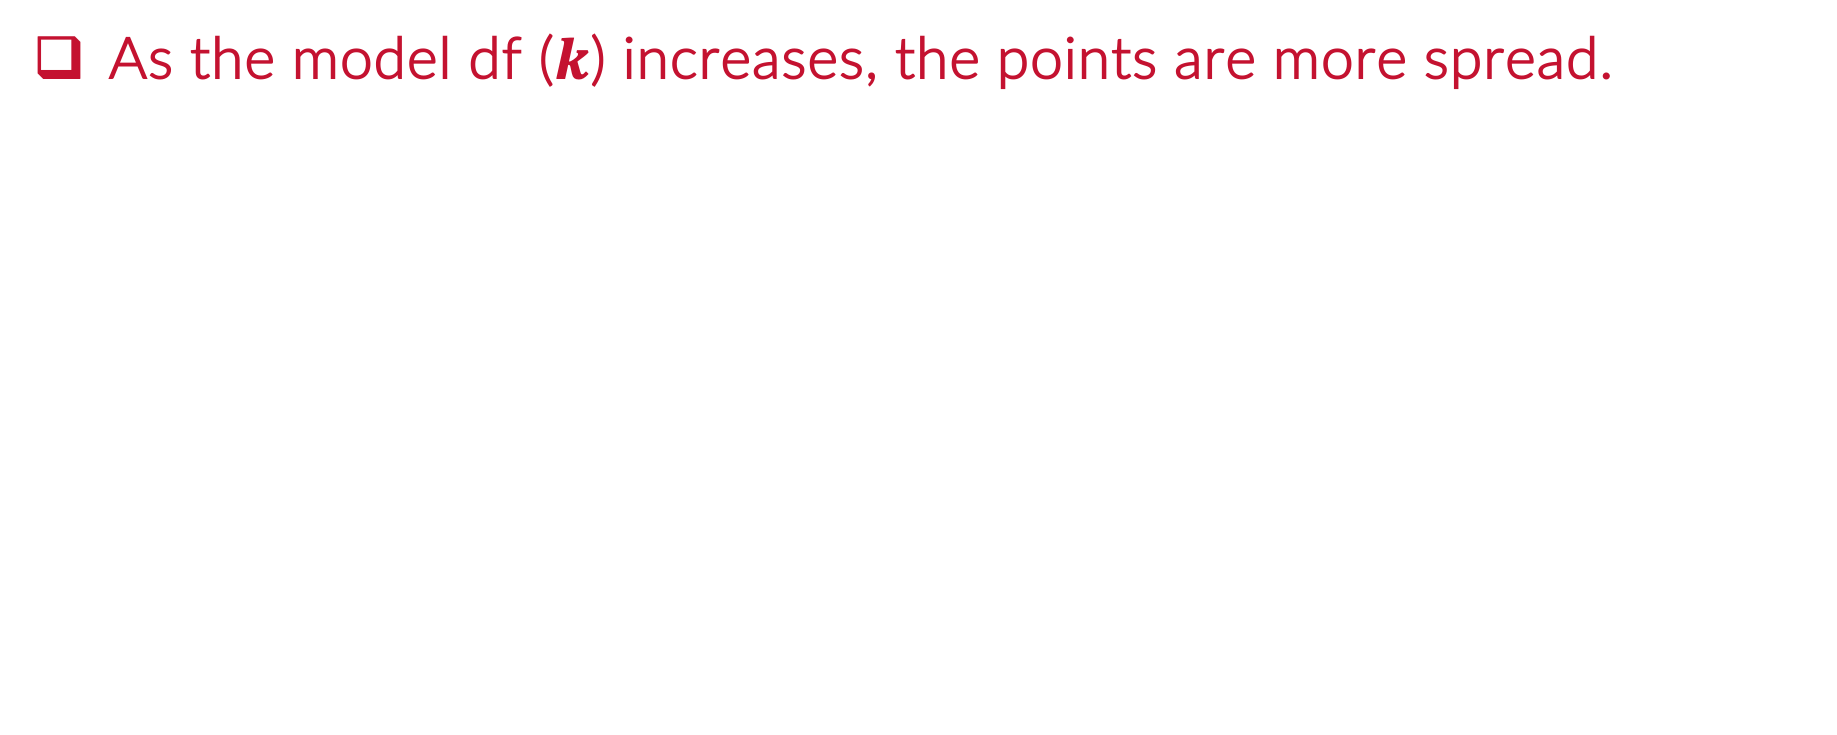 ❑ As the model df (k) increases, the points are more spread.